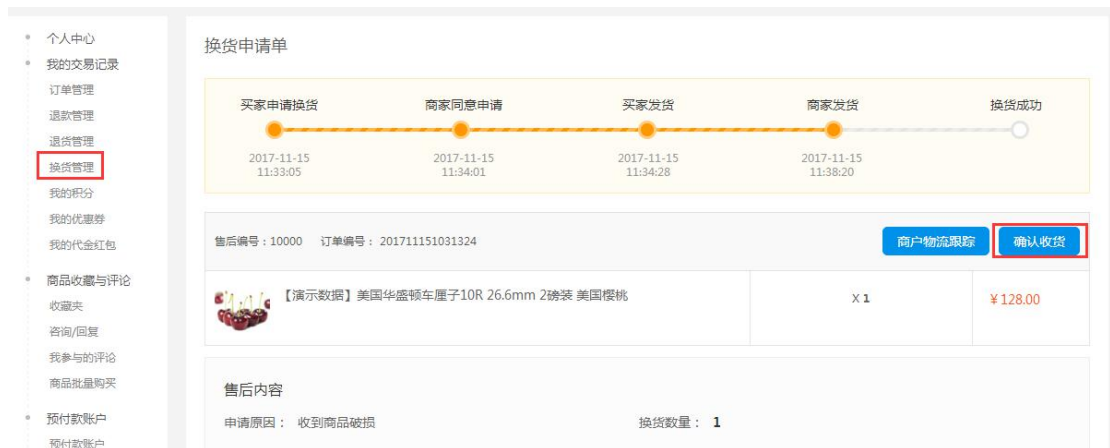 个人中心
我的交易记录
订单管理
退款管理
退货管理
换货管理
我的积分
我的优惠券
我的代金红包
商品收藏与评论
收藏夹
咨询/回复
我参与的评论
商品批量购买
预付款账户
预付款账户
换货申请单
买家申请换货 商家同意申请 买家发货 商家发货 换货成功
2017-11-15 2017-11-15 2017-11-15 2017-11-15
11:33:05 11:34:01 11:34:28 11:38:20
售后编号：10000 订单编号： 201711151031324 商户物流跟踪 确认收货
【演示数据】美国华盛顿车厘子10R 26.6mm 2磅装 美国樱桃 X 1 ¥128.00
售后内容
申请原因： 收到商品破损 换货数量： 1